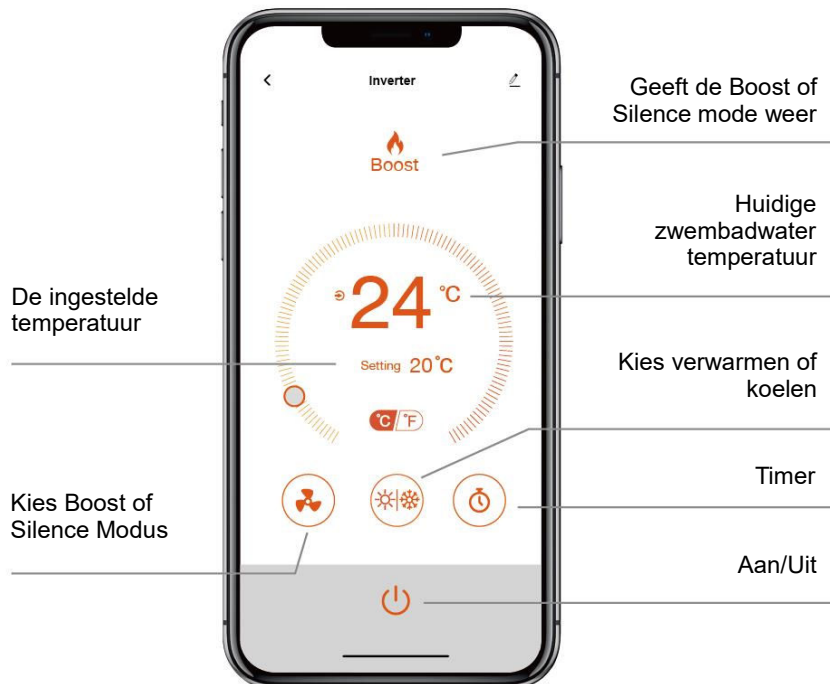 Inverter
Geeft de Boost of
Silence mode weer
Boost
Huidige
zwembadwater
temperatuur
De ingestelde
temperatuur
24 °C
Setting 20°C
Kies verwarmen of
koelen
°C/°F
Timer
Kies Boost of
Silence Modus
Aan/Uit